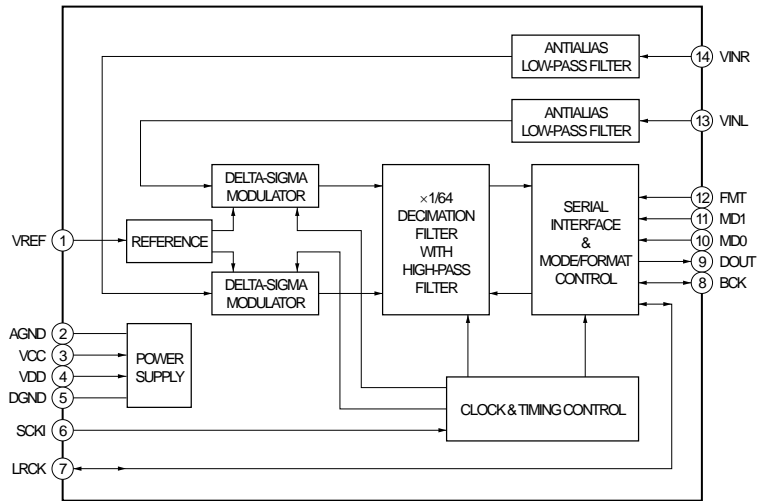 ANTIALIAS
LOW-PASS FILTER
14 VINR
ANTIALIAS
LOW-PASS FILTER
13 VINL
DELTA-SIGMA
MODULATOR
×1/64
DECIMATION
FILTER
WITH
HIGH-PASS
FILTER
SERIAL
INTERFACE
&
MODE/FORMAT
CONTROL
12 FMT
11 MD1
10 MD0
9 DOUT
8 BCK
VREF 1
REFERENCE
DELTA-SIGMA
MODULATOR
AGND 2
VCC 3
VDD 4
DGND 5
POWER
SUPPLY
CLOCK & TIMING CONTROL
SCKI 6
LRCK 7